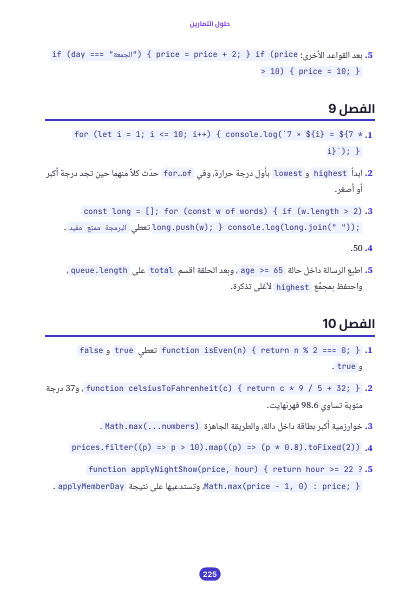 حلول التمارين
5. بعد القواعد الأخرى: if (day === "الجمعة") { price = price + 2; } if (price
> 10) { price = 10; }
الفصل 9
1. for (let i = 1; i <= 10; i++) { console.log(`7 × ${i} = ${7 *
i}`); }
2. ابدأ highest و lowest بأول درجة حرارة، وفي for…of حدّث كلاً منهما حين تجد درجة أكبر
أو أصغر.
3. const long = []; for (const w of words) { if (w.length > 2)
long.push(w); } console.log(long.join(" ")); تعطي البرمجة ممتع مفيد.
4. 50.
5. اطبع الرسالة داخل حالة age >= 65، وبعد الحلقة اقسم total على queue.length،
واحتفظ بمجمّع highest لأغلى تذكرة.
الفصل 10
1. function isEven(n) { return n % 2 === 0; } تعطي true و false
و true.
2. function celsiusToFahrenheit(c) { return c * 9 / 5 + 32; }، و37 درجة
مئوية تساوي 98.6 فهرنهايت.
3. خوارزمية أكبر بطاقة داخل دالة، والطريقة الجاهزة Math.max(...numbers).
4. prices.filter((p) => p > 10).map((p) => (p * 0.8).toFixed(2))
5. function applyNightShow(price, hour) { return hour >= 22 ?
Math.max(price - 1, 0) : price; }، وتستدعيها على نتيجة applyMemberDay.
225